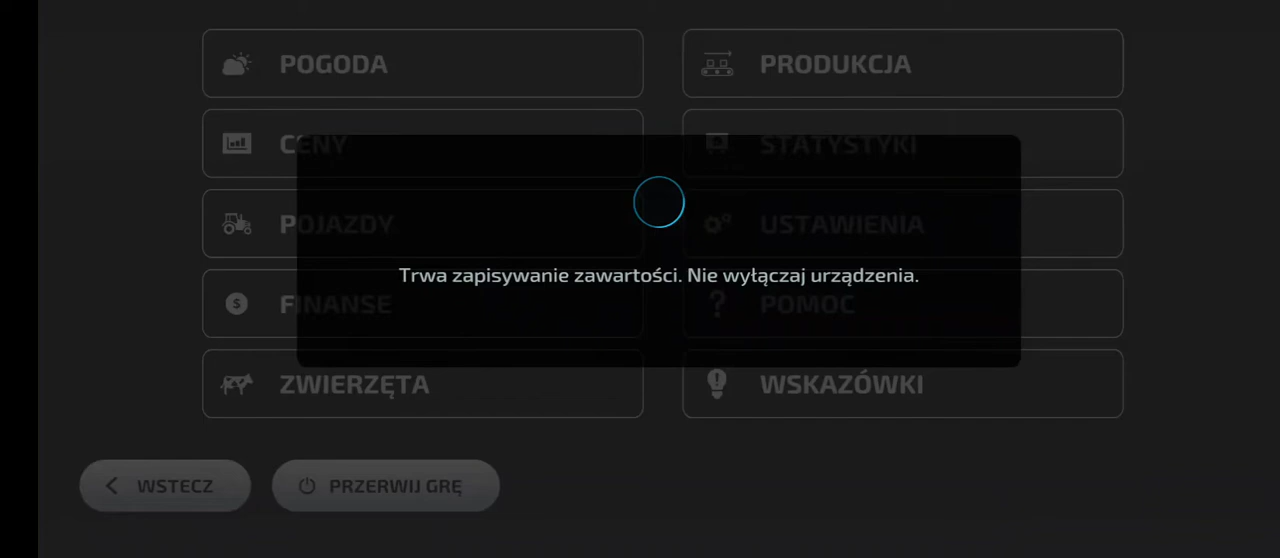 POGODA
PRODUKCJA
CENY
STATYSTYKI
POJAZDY
USTAWIENIA
Trwa zapisywanie zawartości. Nie wyłączaj urządzenia.
FINANSE
POMOC
ZWIERZĘTA
WSKAZÓWKI
WSTECZ
PRZERWIJ GRĘ